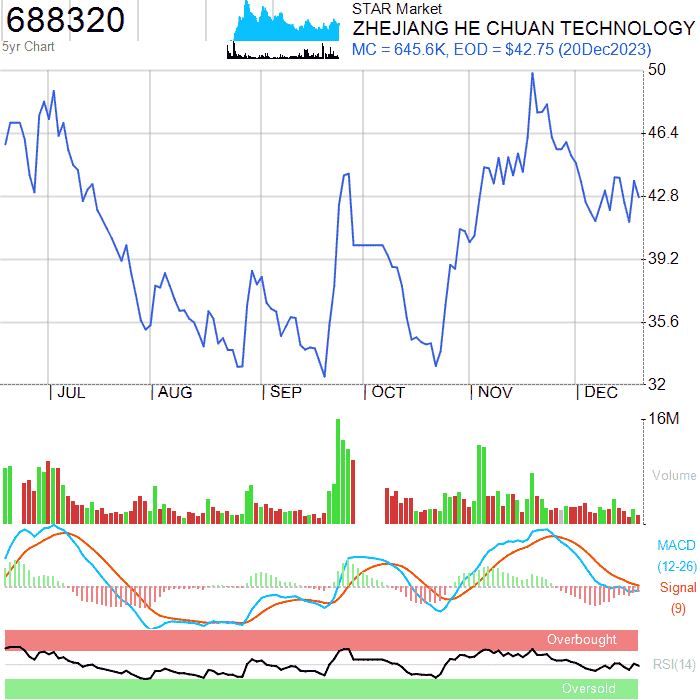 688320
5yr Chart
STAR Market
ZHEJIANG HE CHUAN TECHNOLOGY
MC = 645.6K, EOD = $42.75 (20Dec2023)
50
46.4
42.8
39.2
35.6
32
JUL AUG SEP OCT NOV DEC
16M
Volume
MACD
(12-26)
Signal
(9)
Overbought
RSI(14)
Oversold